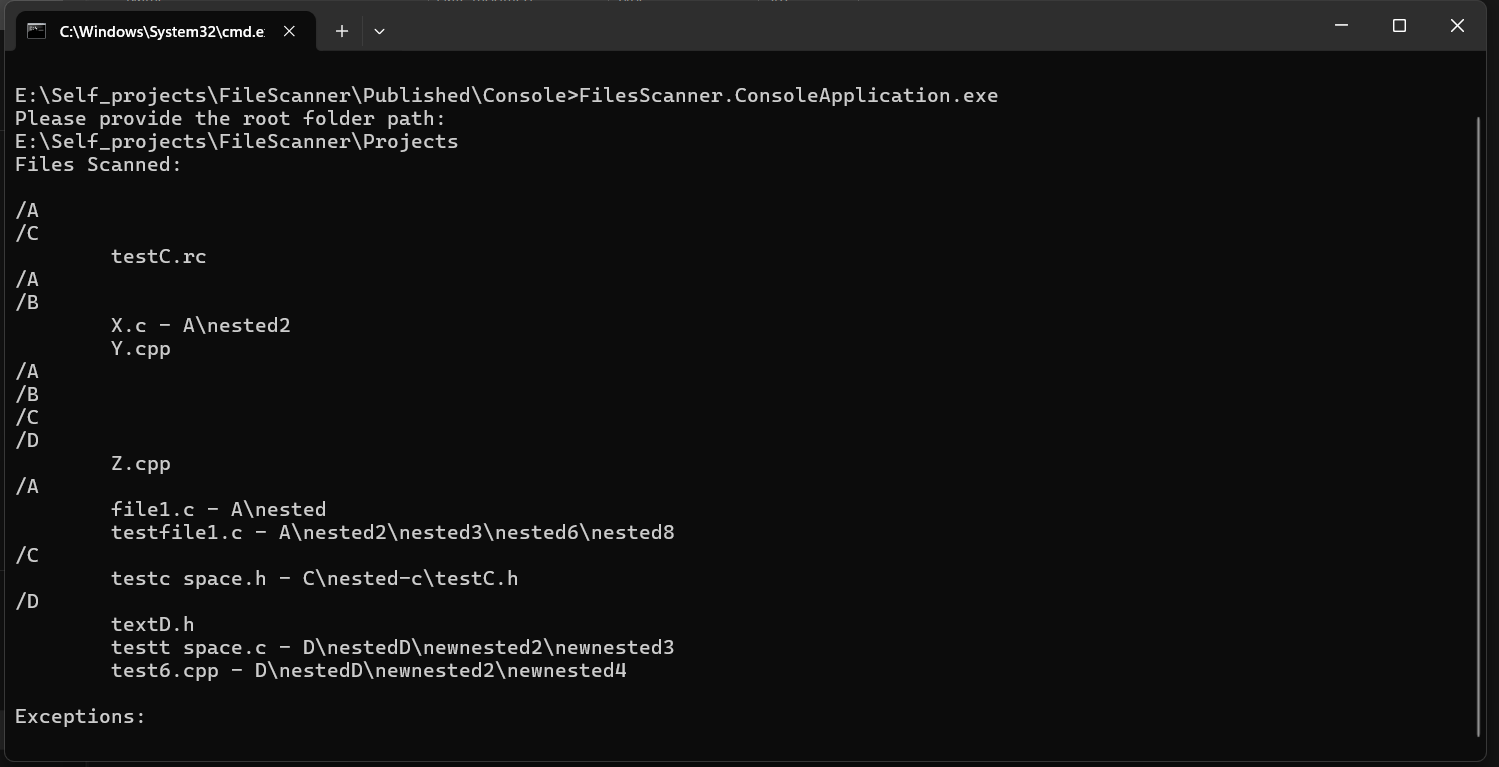 C:\Windows\System32\cmd.e
E:\Self_projects\FileScanner\Published\Console>FilesScanner.ConsoleApplication.exe
Please provide the root folder path:
E:\Self_projects\FileScanner\Projects
Files Scanned:
/A
/C
testC.rc
/A
/B
X.c - A\nested2
Y.cpp
/A
/B
/C
/D
Z.cpp
/A
file1.c - A\nested
testfile1.c - A\nested2\nested3\nested6\nested8
/C
testc space.h - C\nested-c\testC.h
/D
textD.h
testt space.c - D\nestedD\newnested2\newnested3
test6.cpp - D\nestedD\newnested2\newnested4
Exceptions: